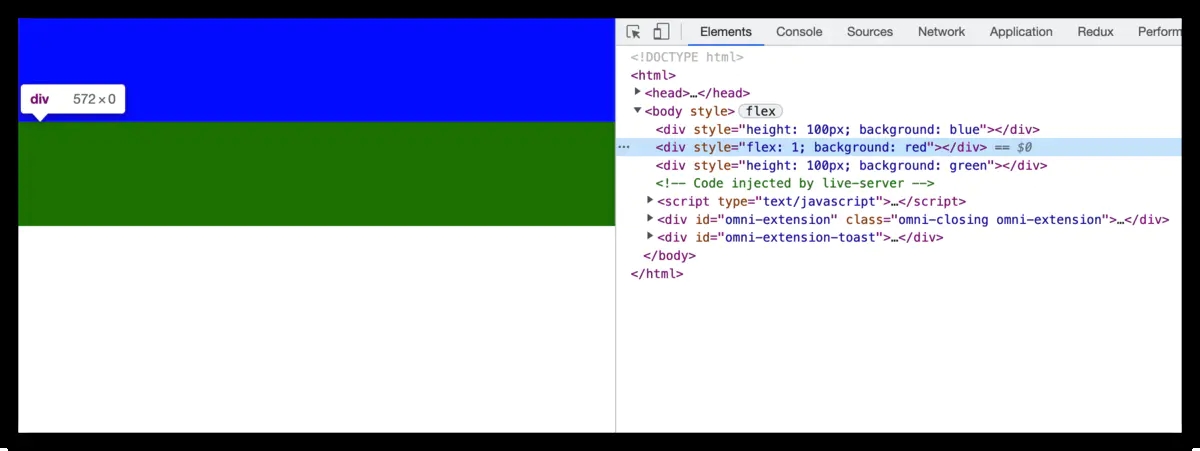 div 572 × 0
Elements Console Sources Network Application Redux Perform
<!DOCTYPE html>
<html>
<head>…</head>
<body style> flex
<div style="height: 100px; background: blue"></div>
… <div style="flex: 1; background: red"></div> == $0
<div style="height: 100px; background: green"></div>
<!-- Code injected by live-server -->
<script type="text/javascript">…</script>
<div id="omni-extension" class="omni-closing omni-extension">…</div>
<div id="omni-extension-toast">…</div>
</body>
</html>